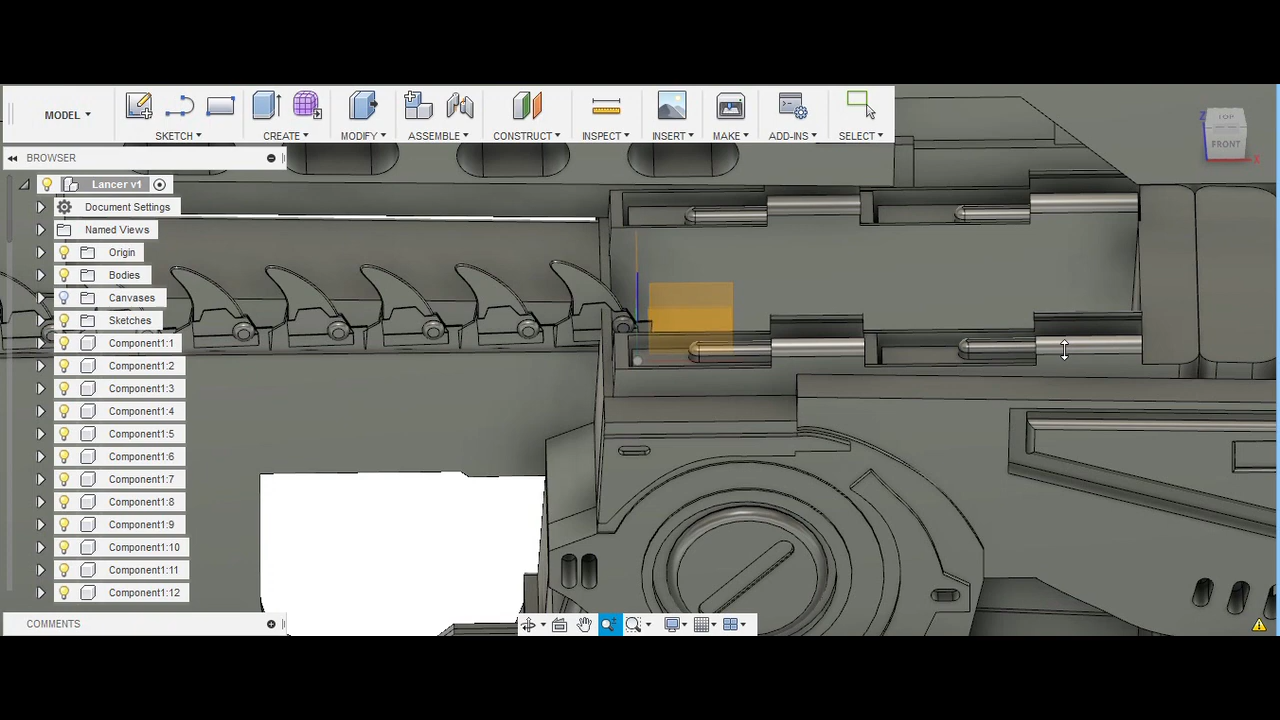 MODEL
SKETCH CREATE MODIFY ASSEMBLE CONSTRUCT INSPECT INSERT MAKE ADD-INS SELECT
TOP
FRONT
Z
X
BROWSER
Lancer v1
Document Settings
Named Views
Origin
Bodies
Canvases
Sketches
Component1:1
Component1:2
Component1:3
Component1:4
Component1:5
Component1:6
Component1:7
Component1:8
Component1:9
Component1:10
Component1:11
Component1:12
COMMENTS